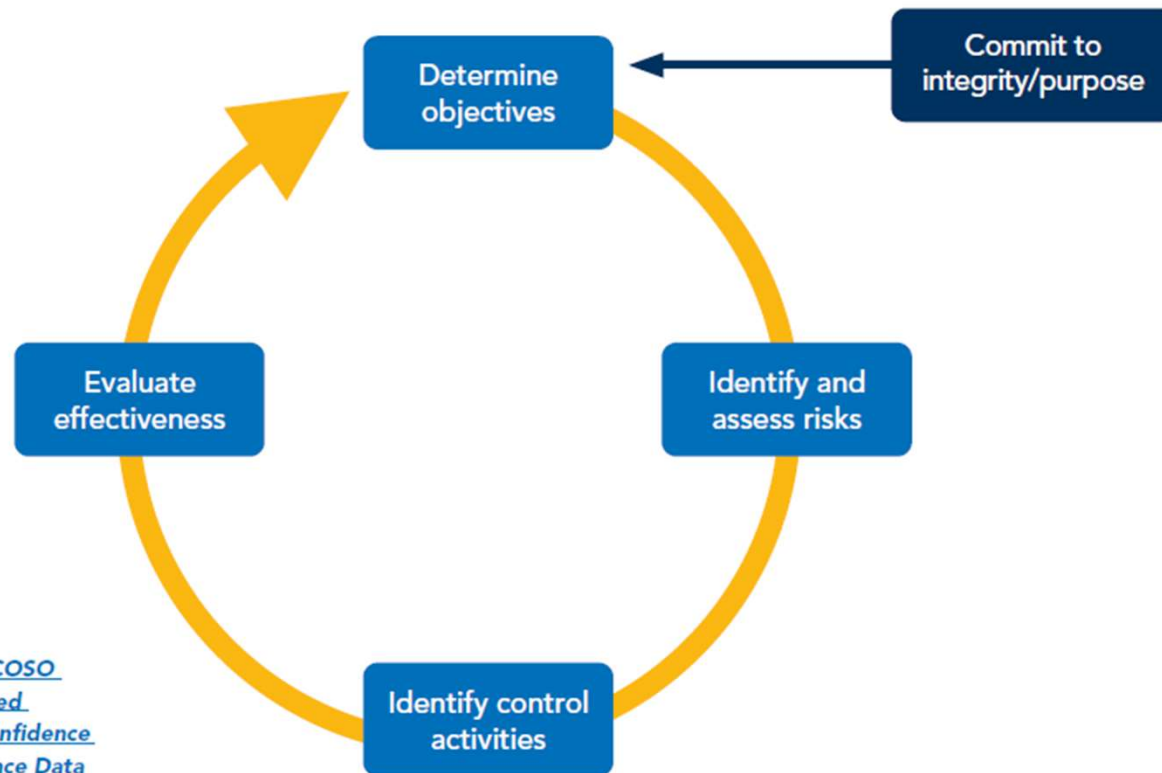 Commit to
integrity/purpose
Determine
objectives
Evaluate
effectiveness
Identify and
assess risks
Identify control
activities
COSO
ed
nfidence
nce Data